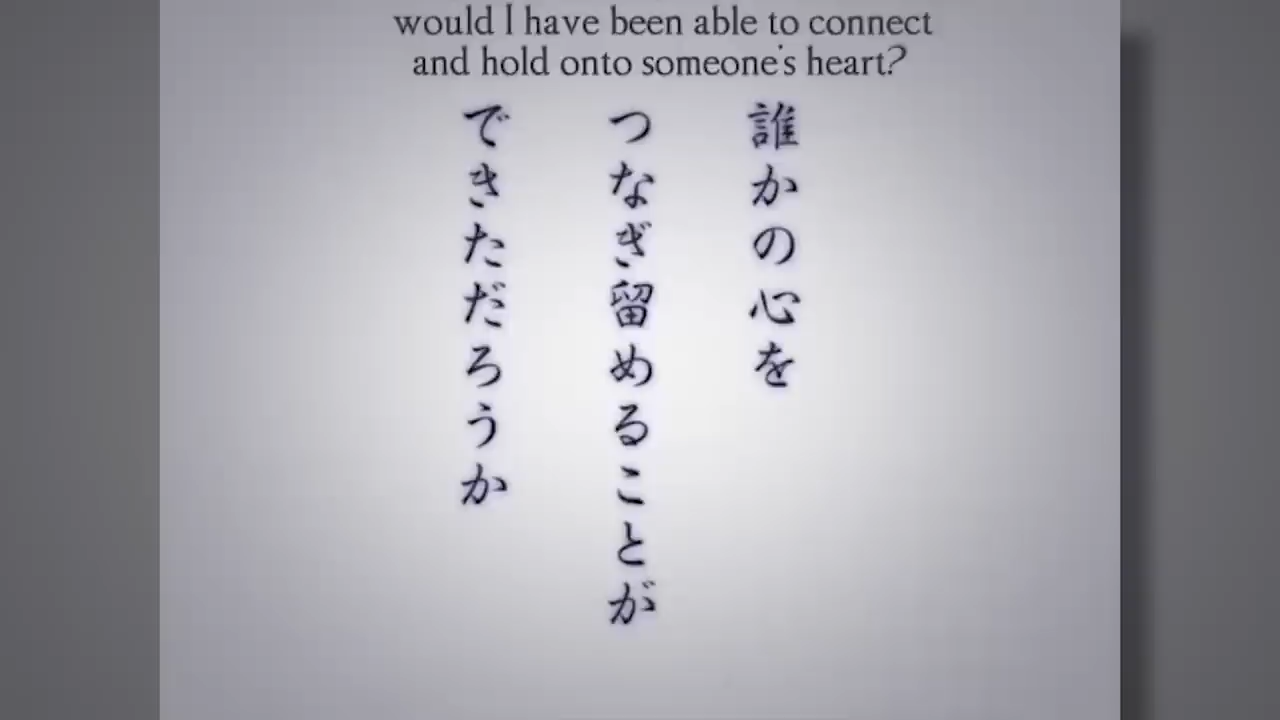 would I have been able to connect
and hold onto someone's heart?
誰かの心を
つなぎ留めることが
できただろうか